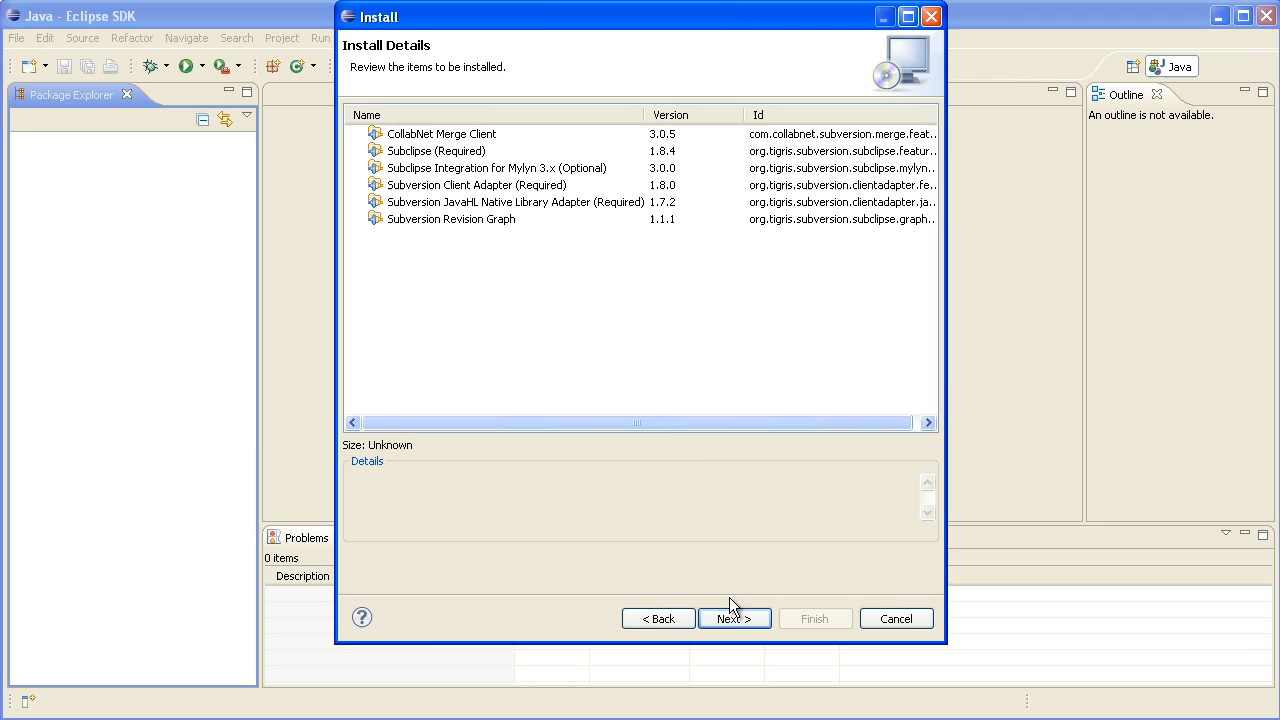 Java - Eclipse SDK
Install
File Edit Source Refactor Navigate Search Project Run
Install Details
Review the items to be installed.
Java
Package Explorer
Outline
An outline is not available.
Name Version Id
CollabNet Merge Client 3.0.5 com.collabnet.subversion.merge.feat..
Subclipse (Required) 1.8.4 org.tigris.subversion.subclipse.featur..
Subclipse Integration for Mylyn 3.x (Optional) 3.0.0 org.tigris.subversion.subclipse.mylyn..
Subversion Client Adapter (Required) 1.8.0 org.tigris.subversion.clientadapter.fe..
Subversion JavaHL Native Library Adapter (Required) 1.7.2 org.tigris.subversion.clientadapter.ja..
Subversion Revision Graph 1.1.1 org.tigris.subversion.subclipse.graph..
Size: Unknown
Details
Problems
0 items
Description
< Back Next > Finish Cancel